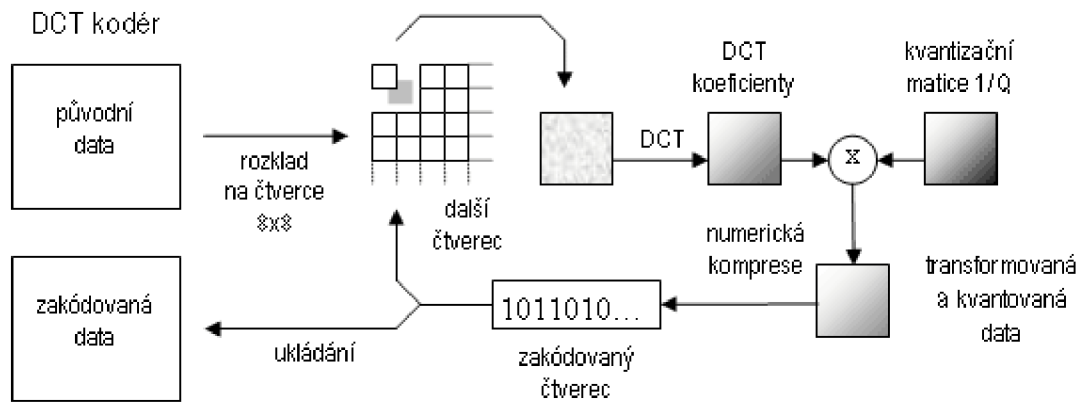 DCT kodér
původní
data
rozklad
na čtverce
8x8
další
čtverec
DCT
DCT
koeficienty
kvantizační
matice 1/Q
X
numerická
komprese
transformovaná
a kvantovaná
data
1011010...
zakódovaný
čtverec
ukládání
zakódovaná
data